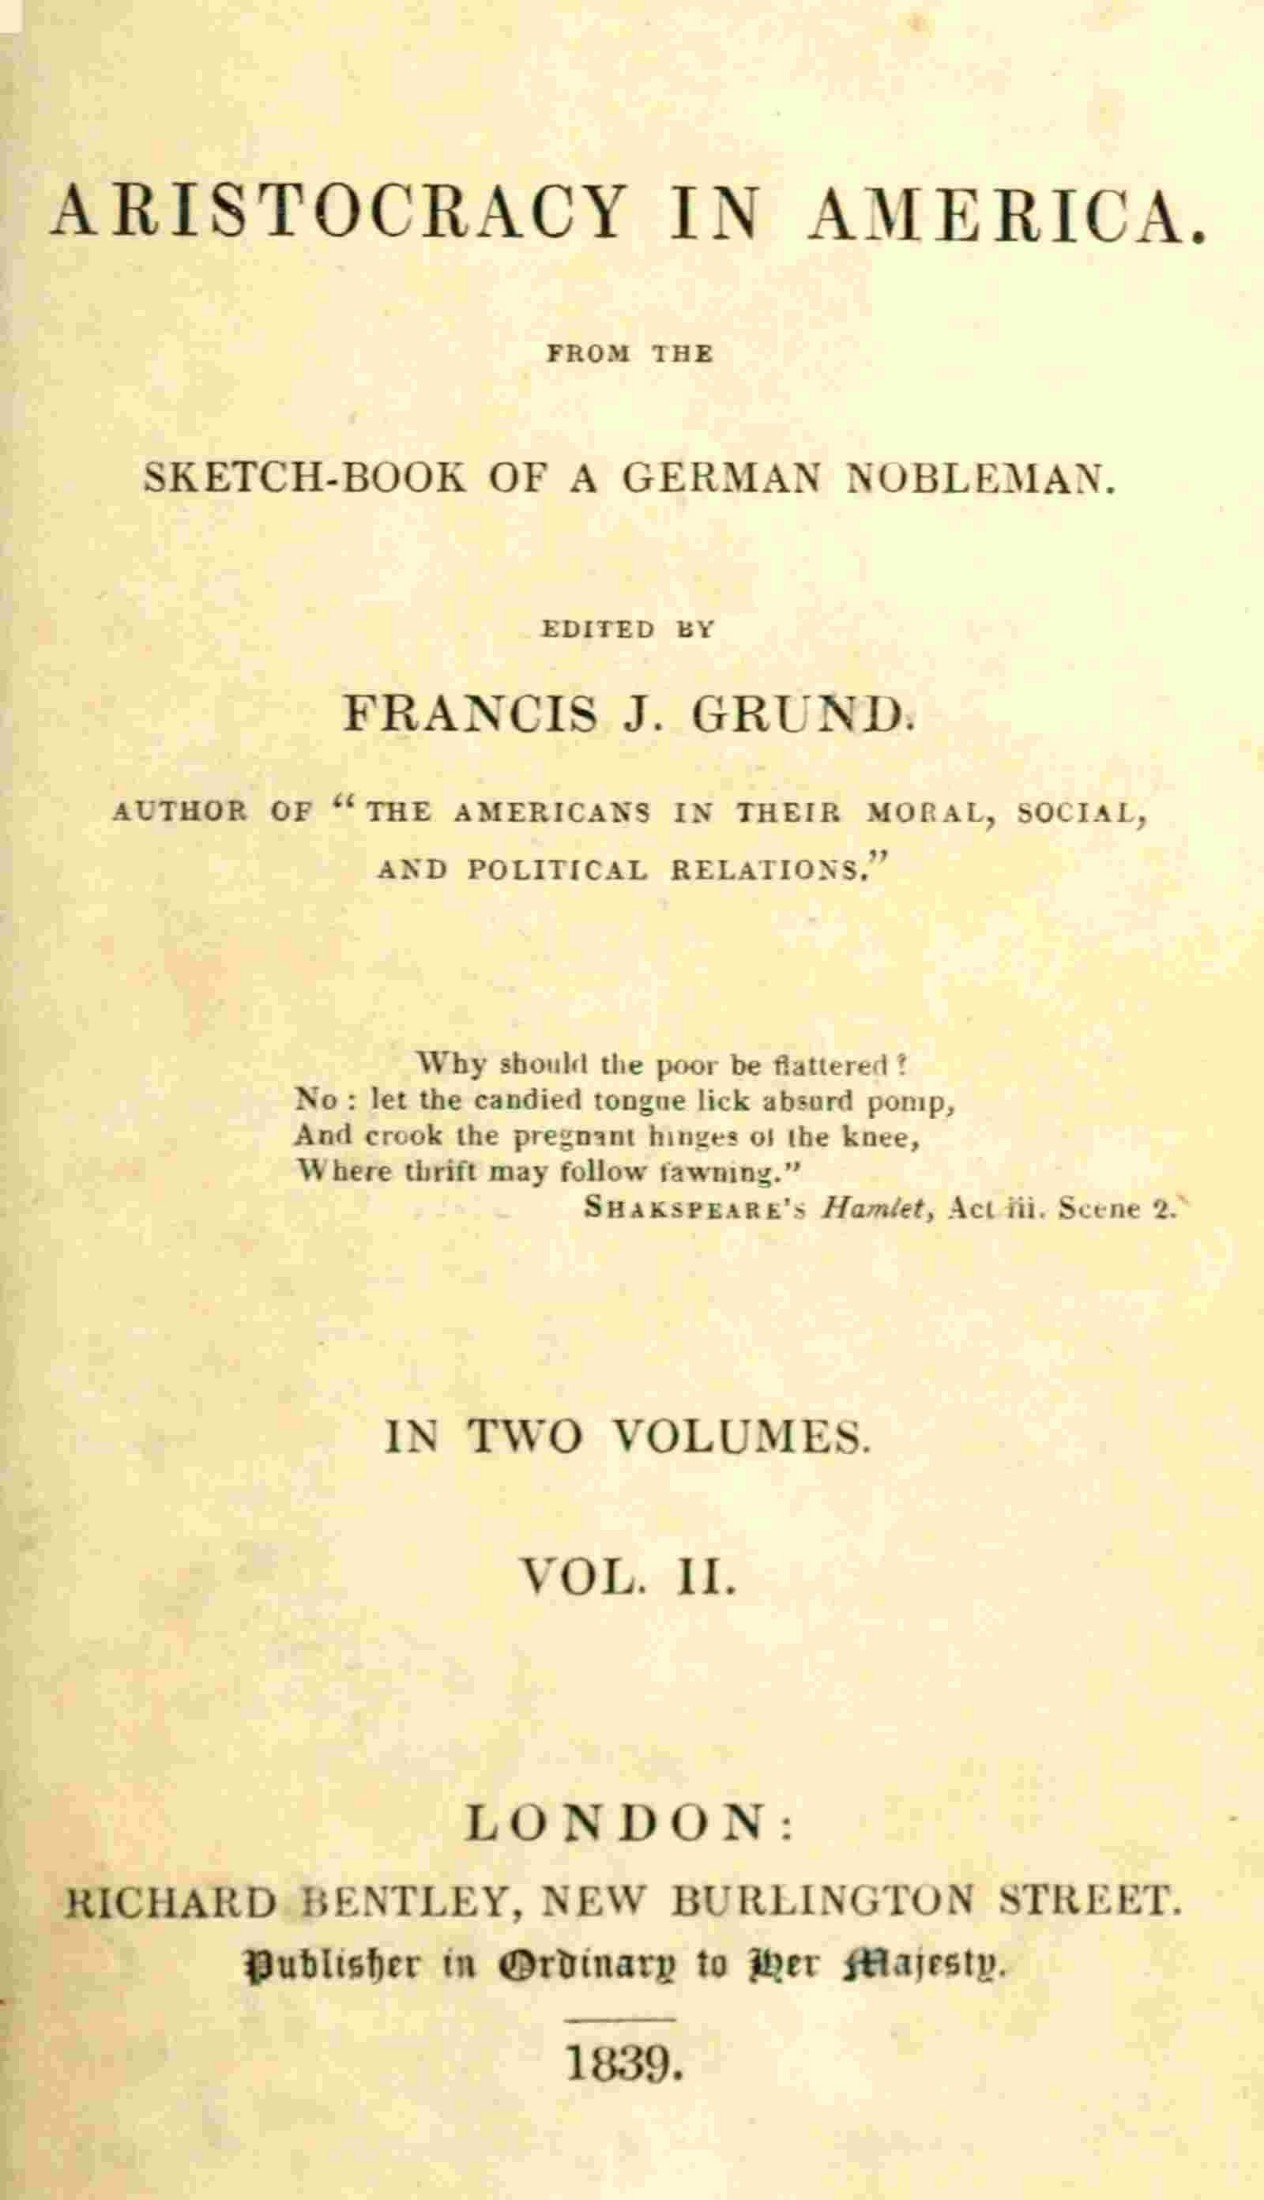 ARISTOCRACY IN AMERICA.
FROM THE
SKETCH-BOOK OF A GERMAN NOBLEMAN.
EDITED BY
FRANCIS J. GRUND.
AUTHOR OF “THE AMERICANS IN THEIR MORAL, SOCIAL,
AND POLITICAL RELATIONS.”
Why should the poor be flattered?
No: let the candied tongue lick absurd pomp,
And crook the pregnant hinges of the knee,
Where thrift may follow fawning.”
SHAKSPEARE'S Hamlet, Act iii. Scene 2.
IN TWO VOLUMES.
VOL. II.
LONDON:
RICHARD BENTLEY, NEW BURLINGTON STREET.
Publisher in Ordinary to Her Majesty.
1839.